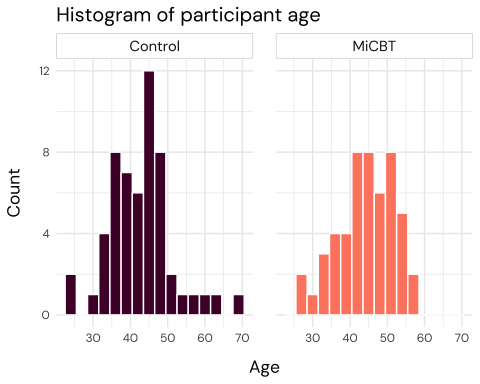 Histogram of participant age
Control MiCBT
12
8
4
0
Count
30 40 50 60 70 30 40 50 60 70
Age